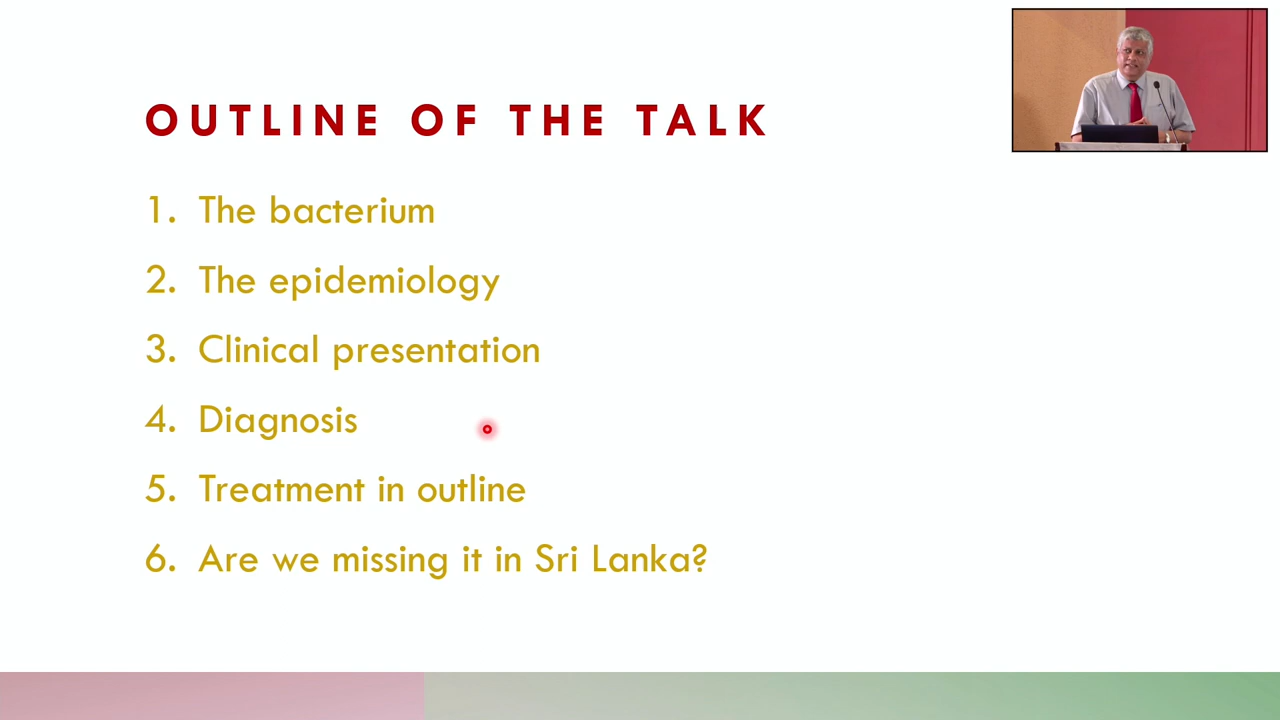 OUTLINE OF THE TALK
1. The bacterium
2. The epidemiology
3. Clinical presentation
4. Diagnosis
5. Treatment in outline
6. Are we missing it in Sri Lanka?